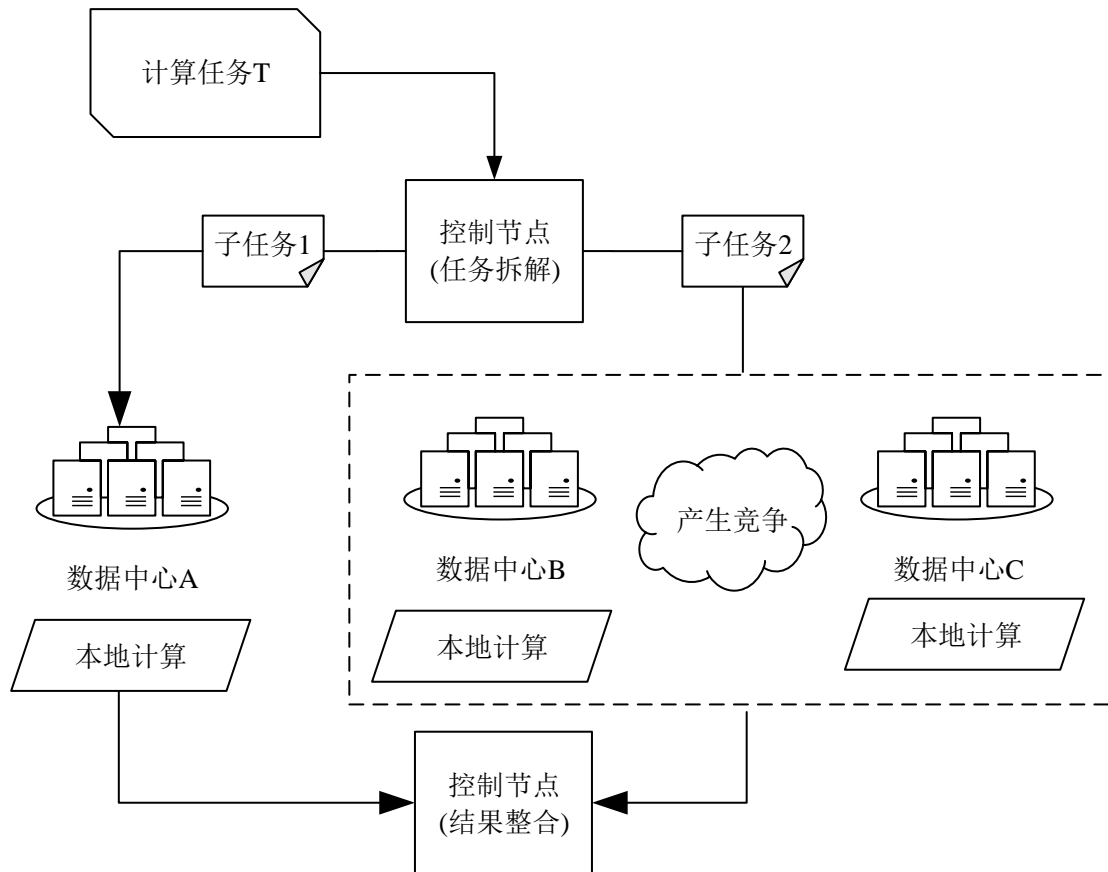 计算任务T
子任务1
控制节点
(任务拆解)
子任务2
产生竞争
数据中心A
数据中心B
数据中心C
本地计算
本地计算
本地计算
控制节点
(结果整合)